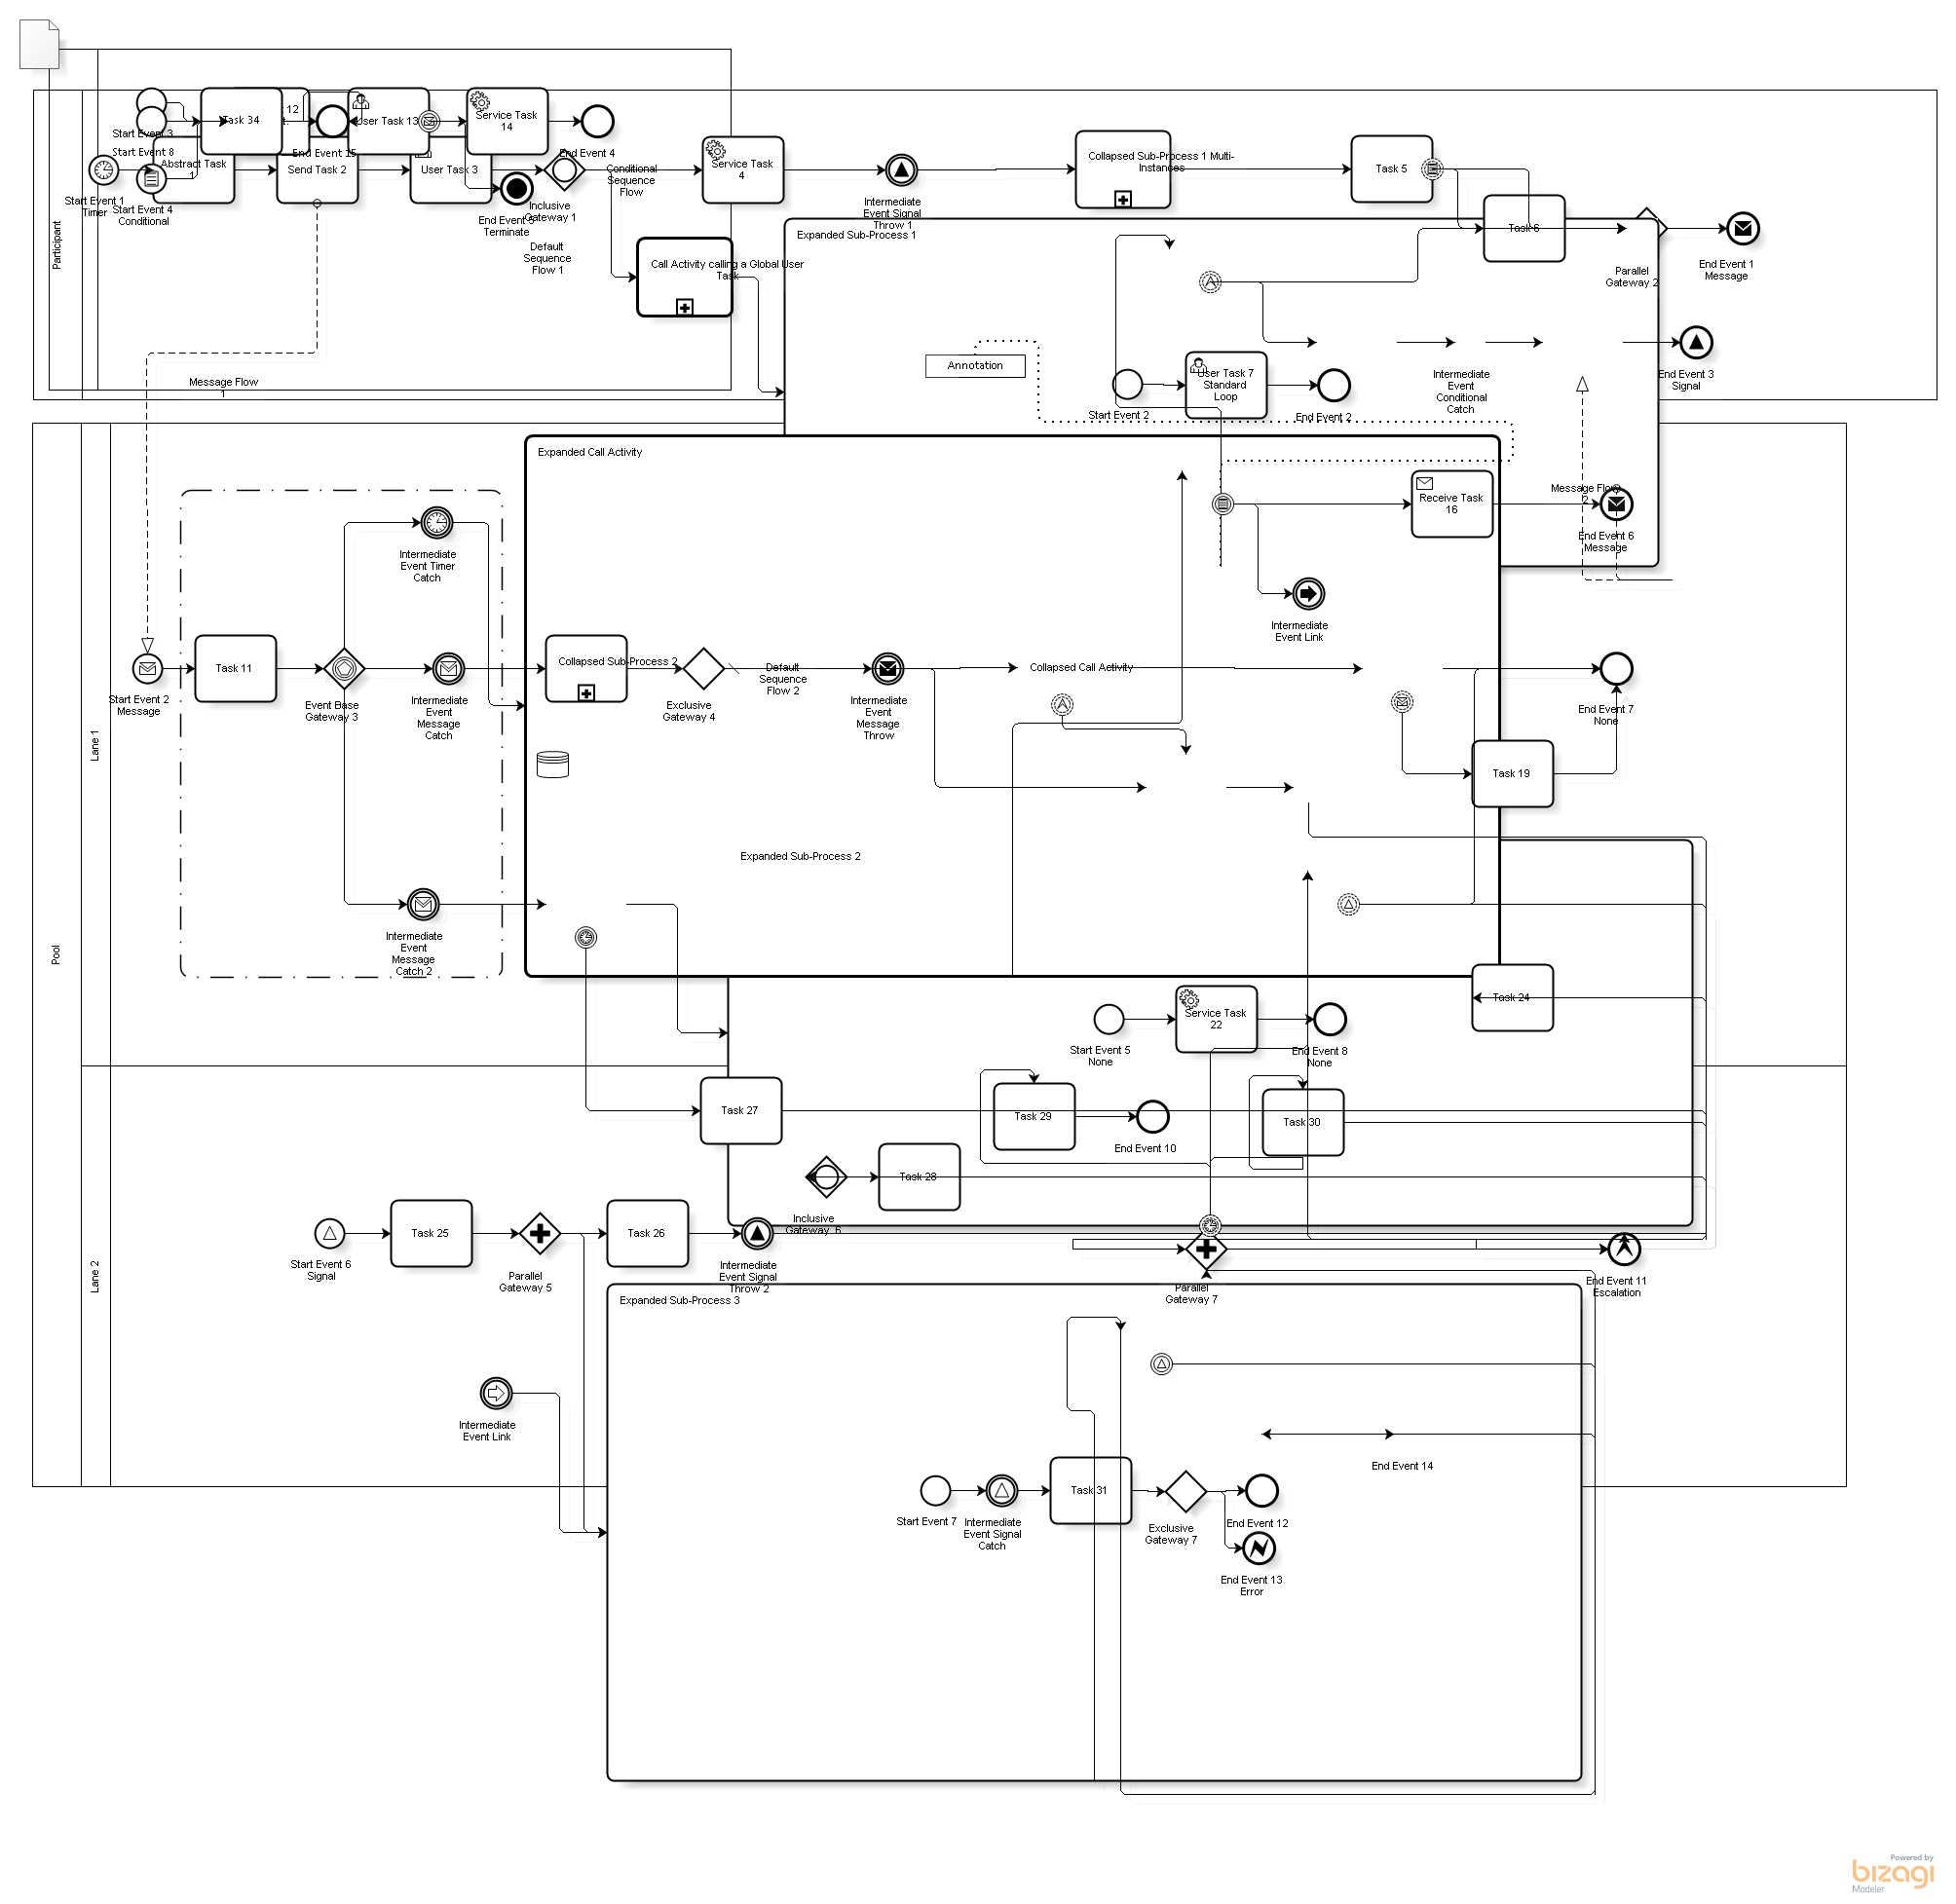 12
Task 34
t.
User Task 13
Service Task
14
Start Event 3
Start Event 8
End Event 15
End Event 4
Abstract Task
1
Send Task 2
User Task 3
Conditional
Sequence
Flow
Service Task
4
Collapsed Sub-Process 1 Multi-
Instances
Task 5
Start Event 1
Timer
Start Event 4
Conditional
End Event 5
Terminate
Inclusive
Gateway 1
Intermediate
Event Signal
Throw 1
Participant
Default
Sequence
Flow 1
Call Activity calling a Global User
Task
Expanded Sub-Process 1
Task 6
Parallel
Gateway 2
End Event 1
Message
Annotation
User Task 7
Standard
Loop
Start Event 2
End Event 2
Intermediate
Event
Conditional
Catch
End Event 3
Signal
Message Flow
1
Expanded Call Activity
Receive Task
16
Message Flow
2
End Event 6
Message
Intermediate
Event Timer
Catch
Intermediate
Event Link
Task 11
Start Event 2
Message
Event Base
Gateway 3
Intermediate
Event
Message
Catch
Collapsed Sub-Process 2
Exclusive
Gateway 4
Default
Sequence
Flow 2
Intermediate
Event
Message
Throw
Collapsed Call Activity
End Event 7
None
Lane 1
Task 19
Expanded Sub-Process 2
Pool
Intermediate
Event
Message
Catch 2
Task 24
Service Task
22
Start Event 5
None
End Event 8
None
Task 27
Task 29
End Event 10
Task 30
Task 28
Inclusive
Gateway 6
Lane 2
Start Event 6
Signal
Task 25
Parallel
Gateway 5
Task 26
Intermediate
Event Signal
Throw 2
Parallel
Gateway 7
End Event 11
Escalation
Expanded Sub-Process 3
Intermediate
Event Link
End Event 14
Start Event 7
Intermediate
Event Signal
Catch
Task 31
Exclusive
Gateway 7
End Event 12
End Event 13
Error
Powered by
bizagi
Modeler